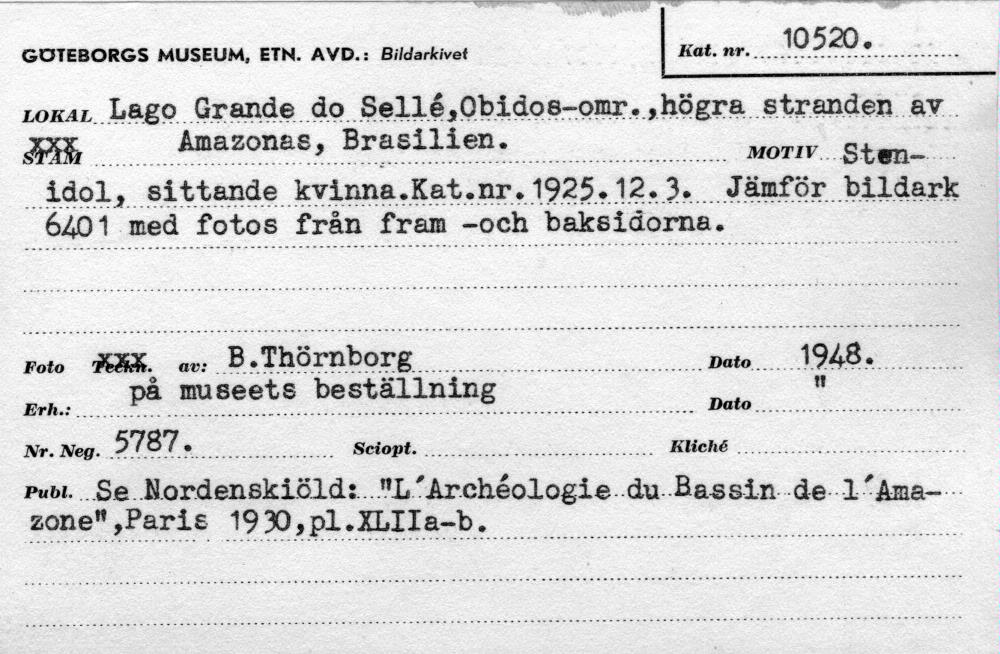 GÖTEBORGS MUSEUM, ETN. AVD.: Bildarkivet
Kat. nr. 10520.
LOKAL Lago Grande do Sellé,Obidos-omr.,högra stranden av
STAM xxx Amazonas, Brasilien.
MOTIV Sten-
idol, sittande kvinna.Kat.nr.1925.12.3. Jämför bildark
6401 med fotos från fram -och baksidorna.
Foto Teckn. xxx av: B.Thörnborg Dato 1948.
på museets beställning
Erh.: Dato "
Nr. Neg. 5787. Sciopt. Kliché
Publ. Se Nordenskiöld: "L´Archéologie du Bassin de l´Ama-
zone",Paris 1930,pl.XLIIa-b.